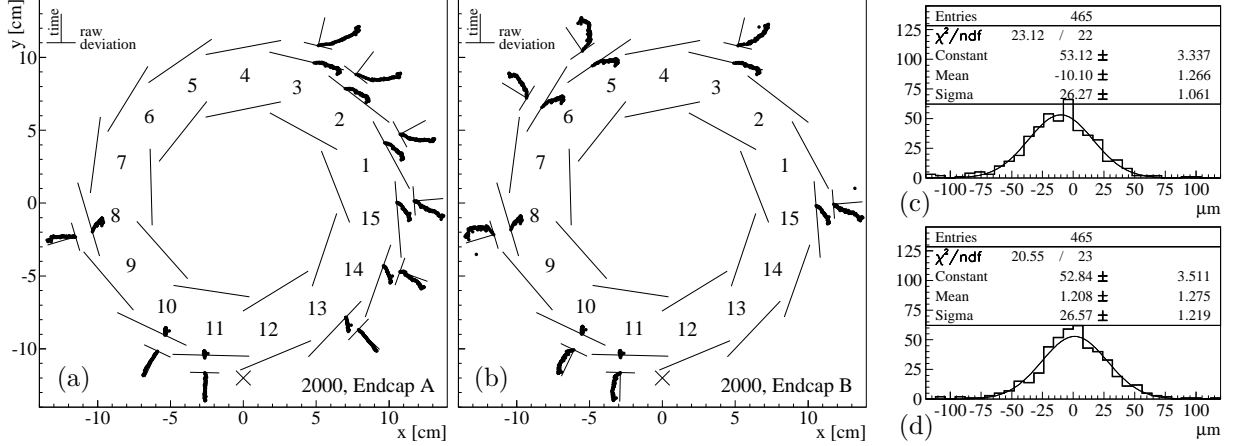 y [cm]
time
raw
deviation
10
5
0
-5
-10
4
5
3
6
2
7
1
8
15
9
14
10
13
11
12
(a)
2000, Endcap A
-10
-5
0
5
10
x [cm]
time
raw
deviation
4
5
3
6
2
7
1
8
15
9
14
10
13
11
12
(b)
2000, Endcap B
-10
-5
0
5
10
x [cm]
Entries 465
χ²/ndf 23.12 / 22
Constant 53.12 ± 3.337
Mean -10.10 ± 1.266
Sigma 26.27 ± 1.061
125
100
75
50
25
0
-100 -75 -50 -25 0 25 50 75 100
(c)
μm
Entries 465
χ²/ndf 20.55 / 23
Constant 52.84 ± 3.511
Mean 1.208 ± 1.275
Sigma 26.57 ± 1.219
125
100
75
50
25
0
-100 -75 -50 -25 0 25 50 75 100
(d)
μm